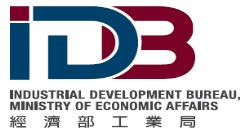 IDB
INDUSTRIAL DEVELOPMENT BUREAU,
MINISTRY OF ECONOMIC AFFAIRS
經濟部工業局